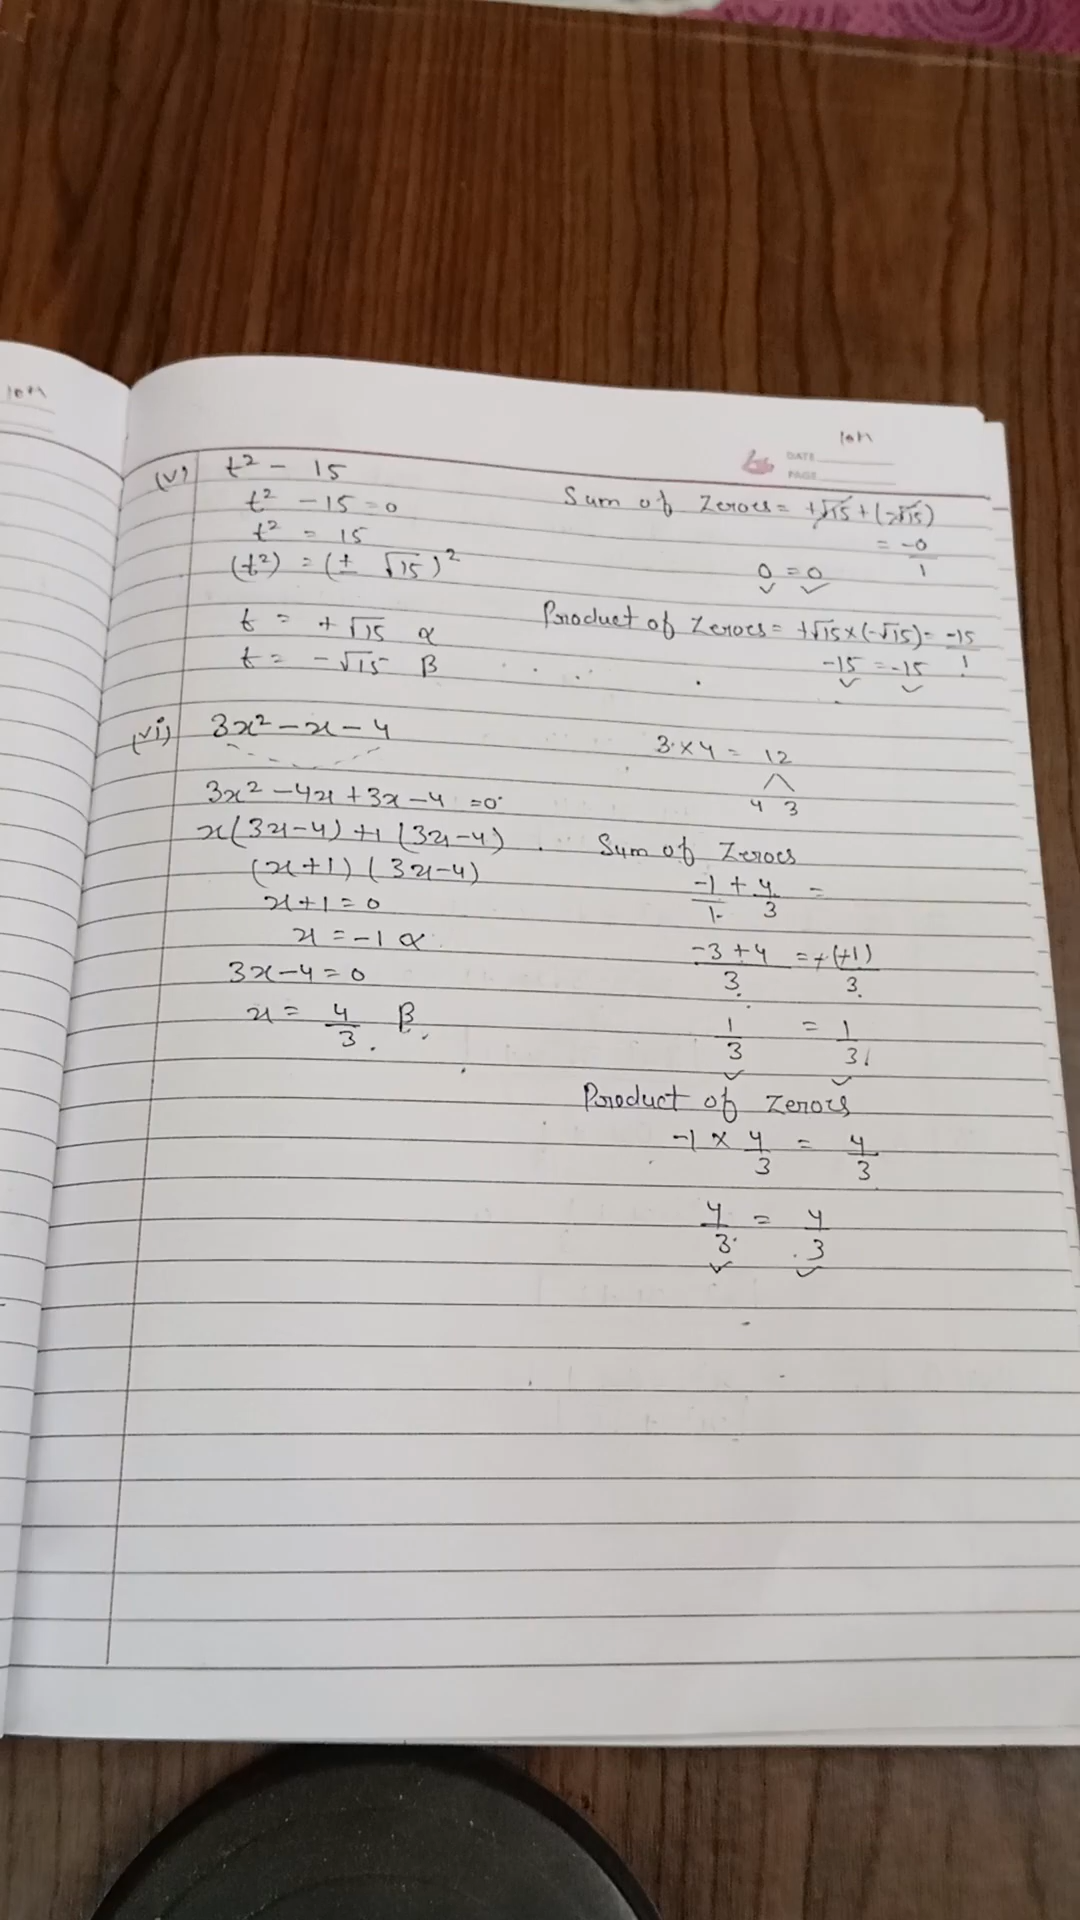 10th
10th
DATE
PAGE
(v) t² - 15
t² - 15 = 0
t² = 15
(t²) = (± √15)²
t = + √15 α
t = - √15 β
Sum of Zeroes = +√15 + (-√15)
= -0/1
0 = 0
Product of Zeroes = +√15 × (-√15) = -15/1
-15 = -15
(vi) 3x² - x - 4
3x² - 4x + 3x - 4 = 0
x(3x-4) + 1(3x-4)
(x+1) (3x-4)
x+1 = 0
x = -1 α
3x-4 = 0
x = 4/3 β
3 × 4 = 12
4 3
Sum of Zeroes
-1/1 + 4/3 =
-3+4/3 = -(+1)/3
1/3 = 1/3
Product of Zeroes
-1 × 4/3 = 4/3
4/3 = 4/3